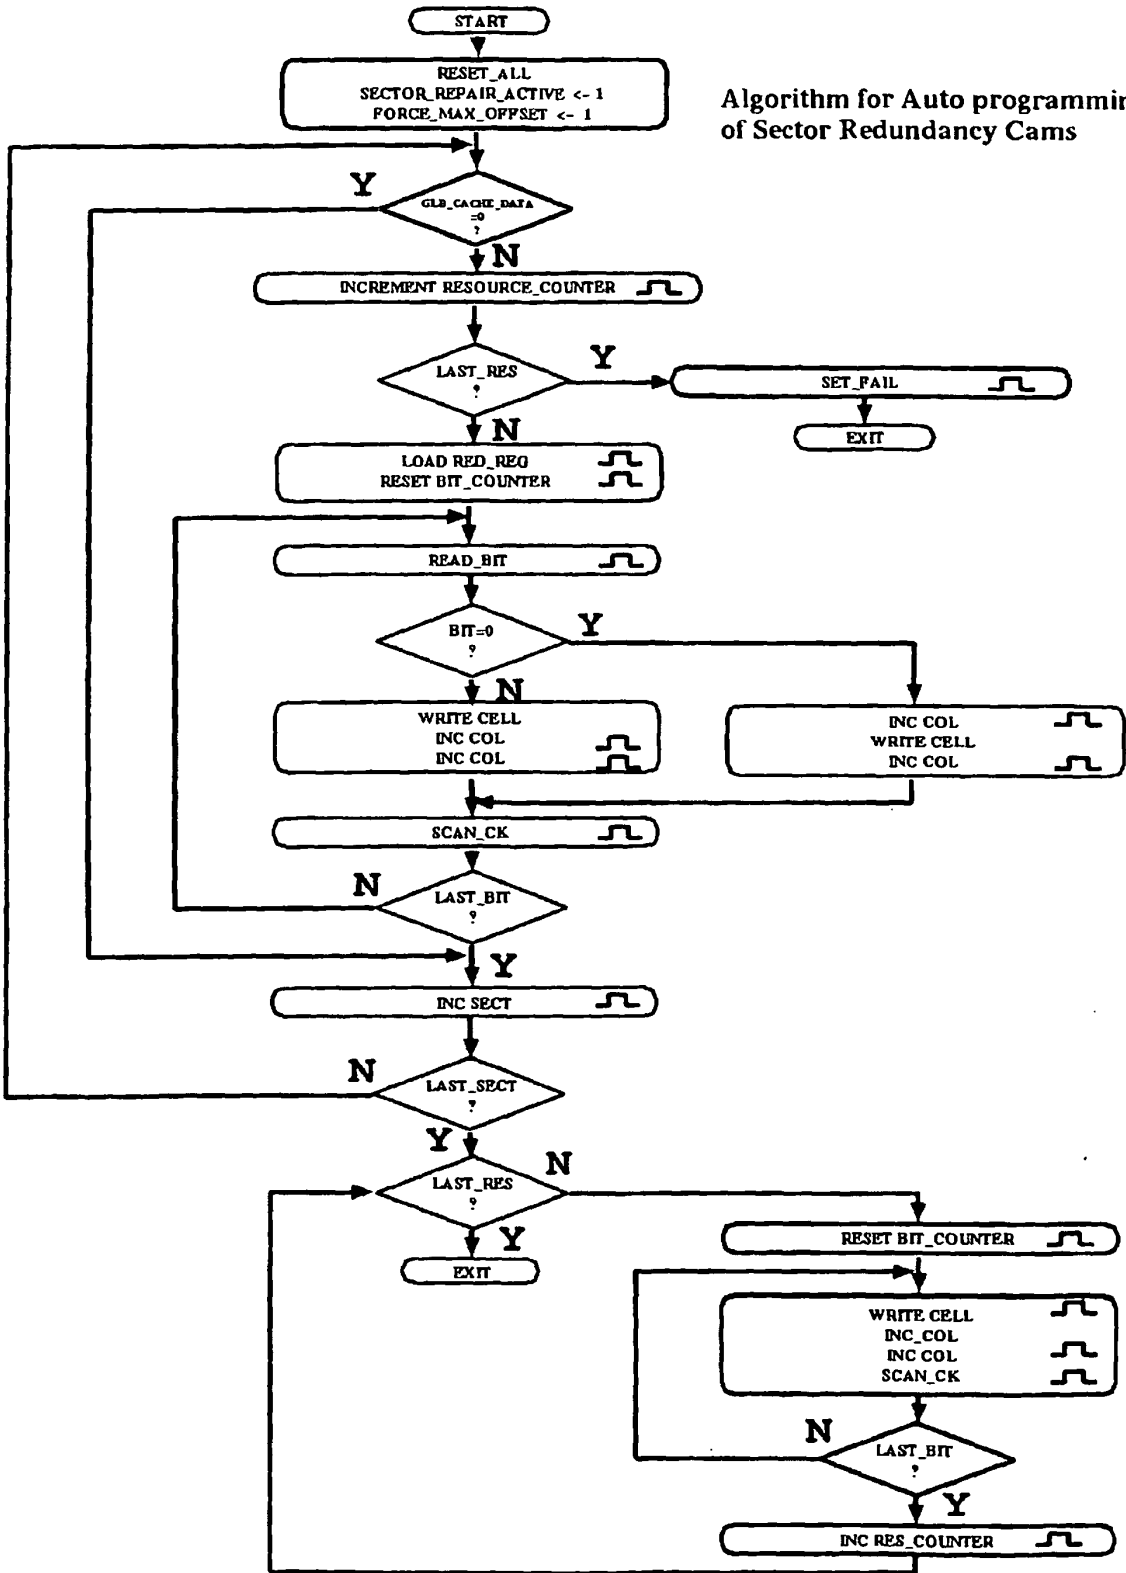 START
RESET_ALL
SECTOR_REPAIR_ACTIVE <- 1
FORCE_MAX_OFFSET <- 1
Algorithm for Auto programmin
of Sector Redundancy Cams
Y
GLB_CACHE_DATA
=0
?
N
INCREMENT RESOURCE_COUNTER
LAST_RES
?
Y
SET_FAIL
EXIT
N
LOAD RED_REG
RESET BIT_COUNTER
READ_BIT
BIT=0
?
Y
N
WRITE CELL
INC COL
INC COL
INC COL
WRITE CELL
INC COL
SCAN_CK
N
LAST_BIT
?
Y
INC SECT
N
LAST_SECT
?
Y
LAST_RES
?
N
Y
EXIT
RESET BIT_COUNTER
WRITE CELL
INC_COL
INC COL
SCAN_CK
N
LAST_BIT
?
Y
INC RES_COUNTER